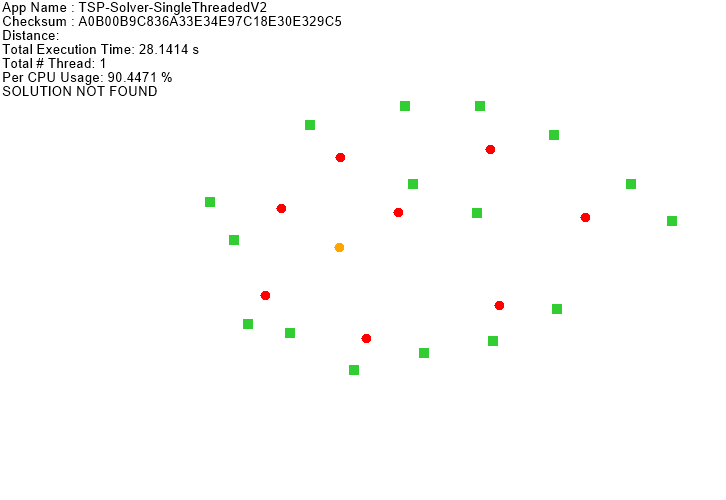 App Name : TSP-Solver-SingleThreadedV2
Checksum : A0B00B9C836A33E34E97C18E30E329C5
Distance:
Total Execution Time: 28.1414 s
Total # Thread: 1
Per CPU Usage: 90.4471 %
SOLUTION NOT FOUND